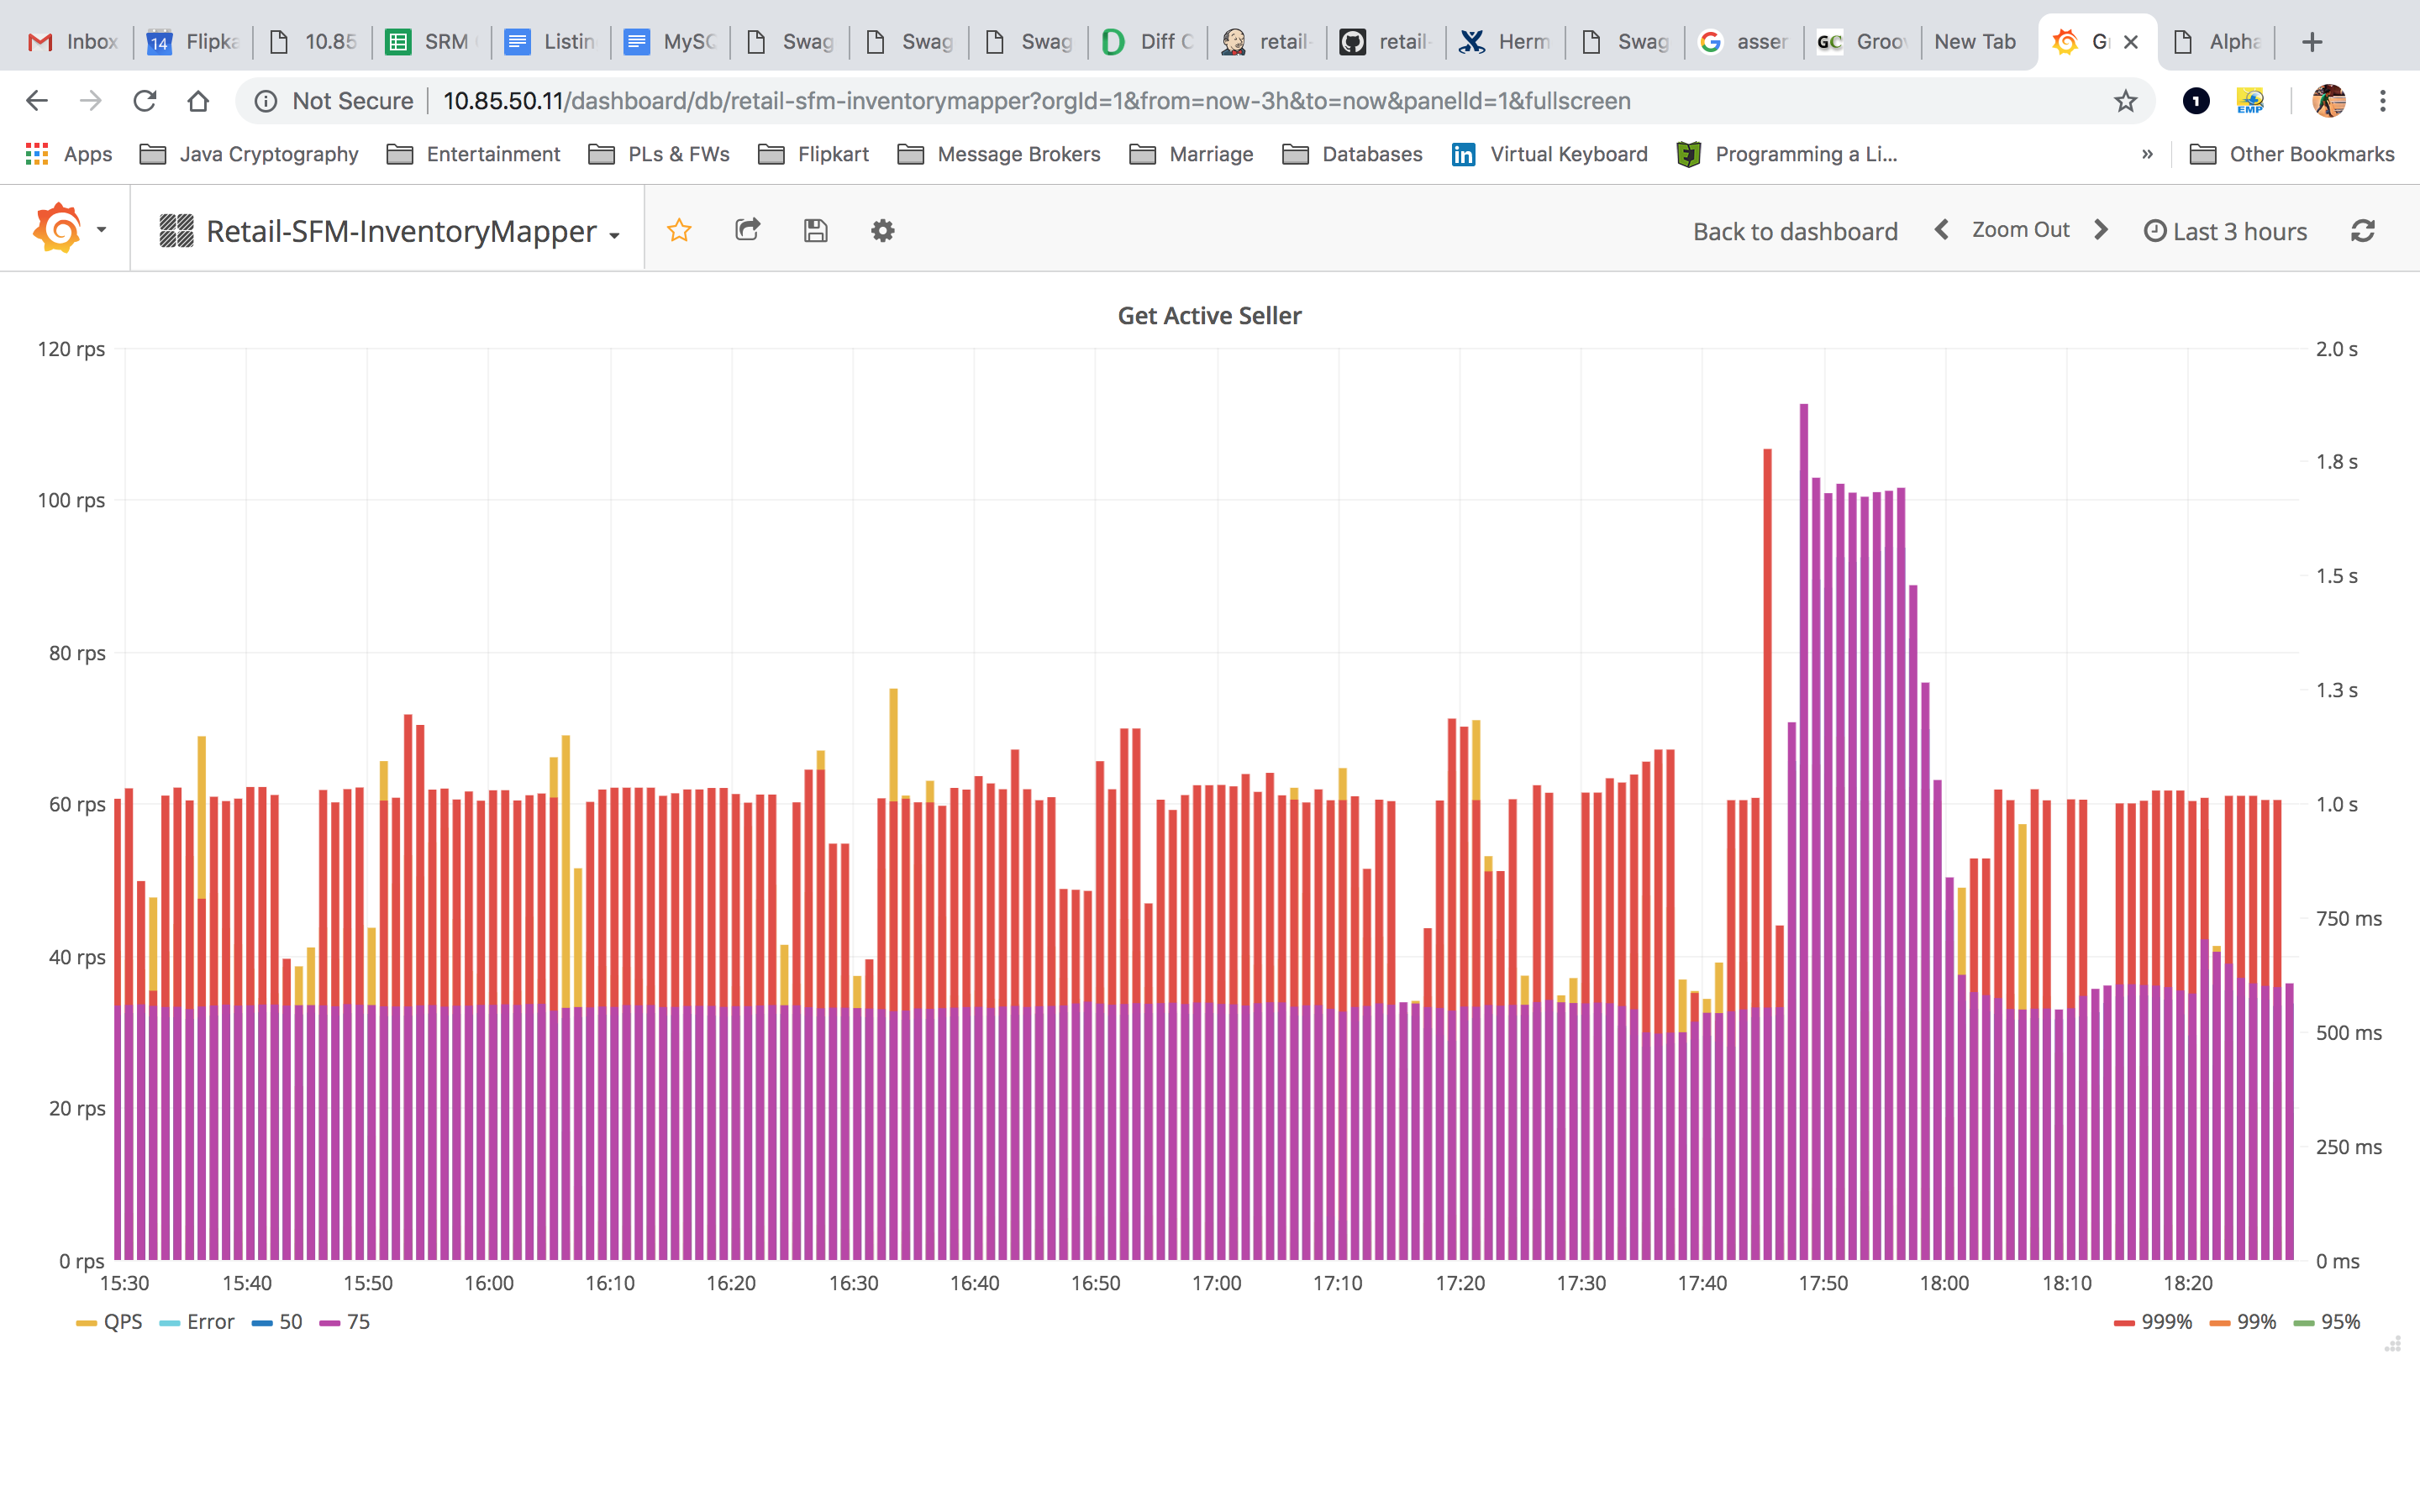 Inbox 14 Flipka 10.85 SRM Listin MySQ Swag Swag Swag D Diff C retail- retail- Herm Swag asser GC Groov New Tab G Alpha
Not Secure 10.85.50.11/dashboard/db/retail-sfm-inventorymapper?orgId=1&from=now-3h&to=now&panelId=1&fullscreen 1 EMP
Apps Java Cryptography Entertainment PLs & FWs Flipkart Message Brokers Marriage Databases in Virtual Keyboard Programming a Li... » Other Bookmarks
Retail-SFM-InventoryMapper Back to dashboard Zoom Out Last 3 hours
Get Active Seller
120 rps 2.0 s
1.8 s
100 rps
1.5 s
80 rps
1.3 s
60 rps 1.0 s
750 ms
40 rps
500 ms
20 rps
250 ms
0 rps 0 ms
15:30 15:40 15:50 16:00 16:10 16:20 16:30 16:40 16:50 17:00 17:10 17:20 17:30 17:40 17:50 18:00 18:10 18:20
QPS Error 50 75 999% 99% 95%